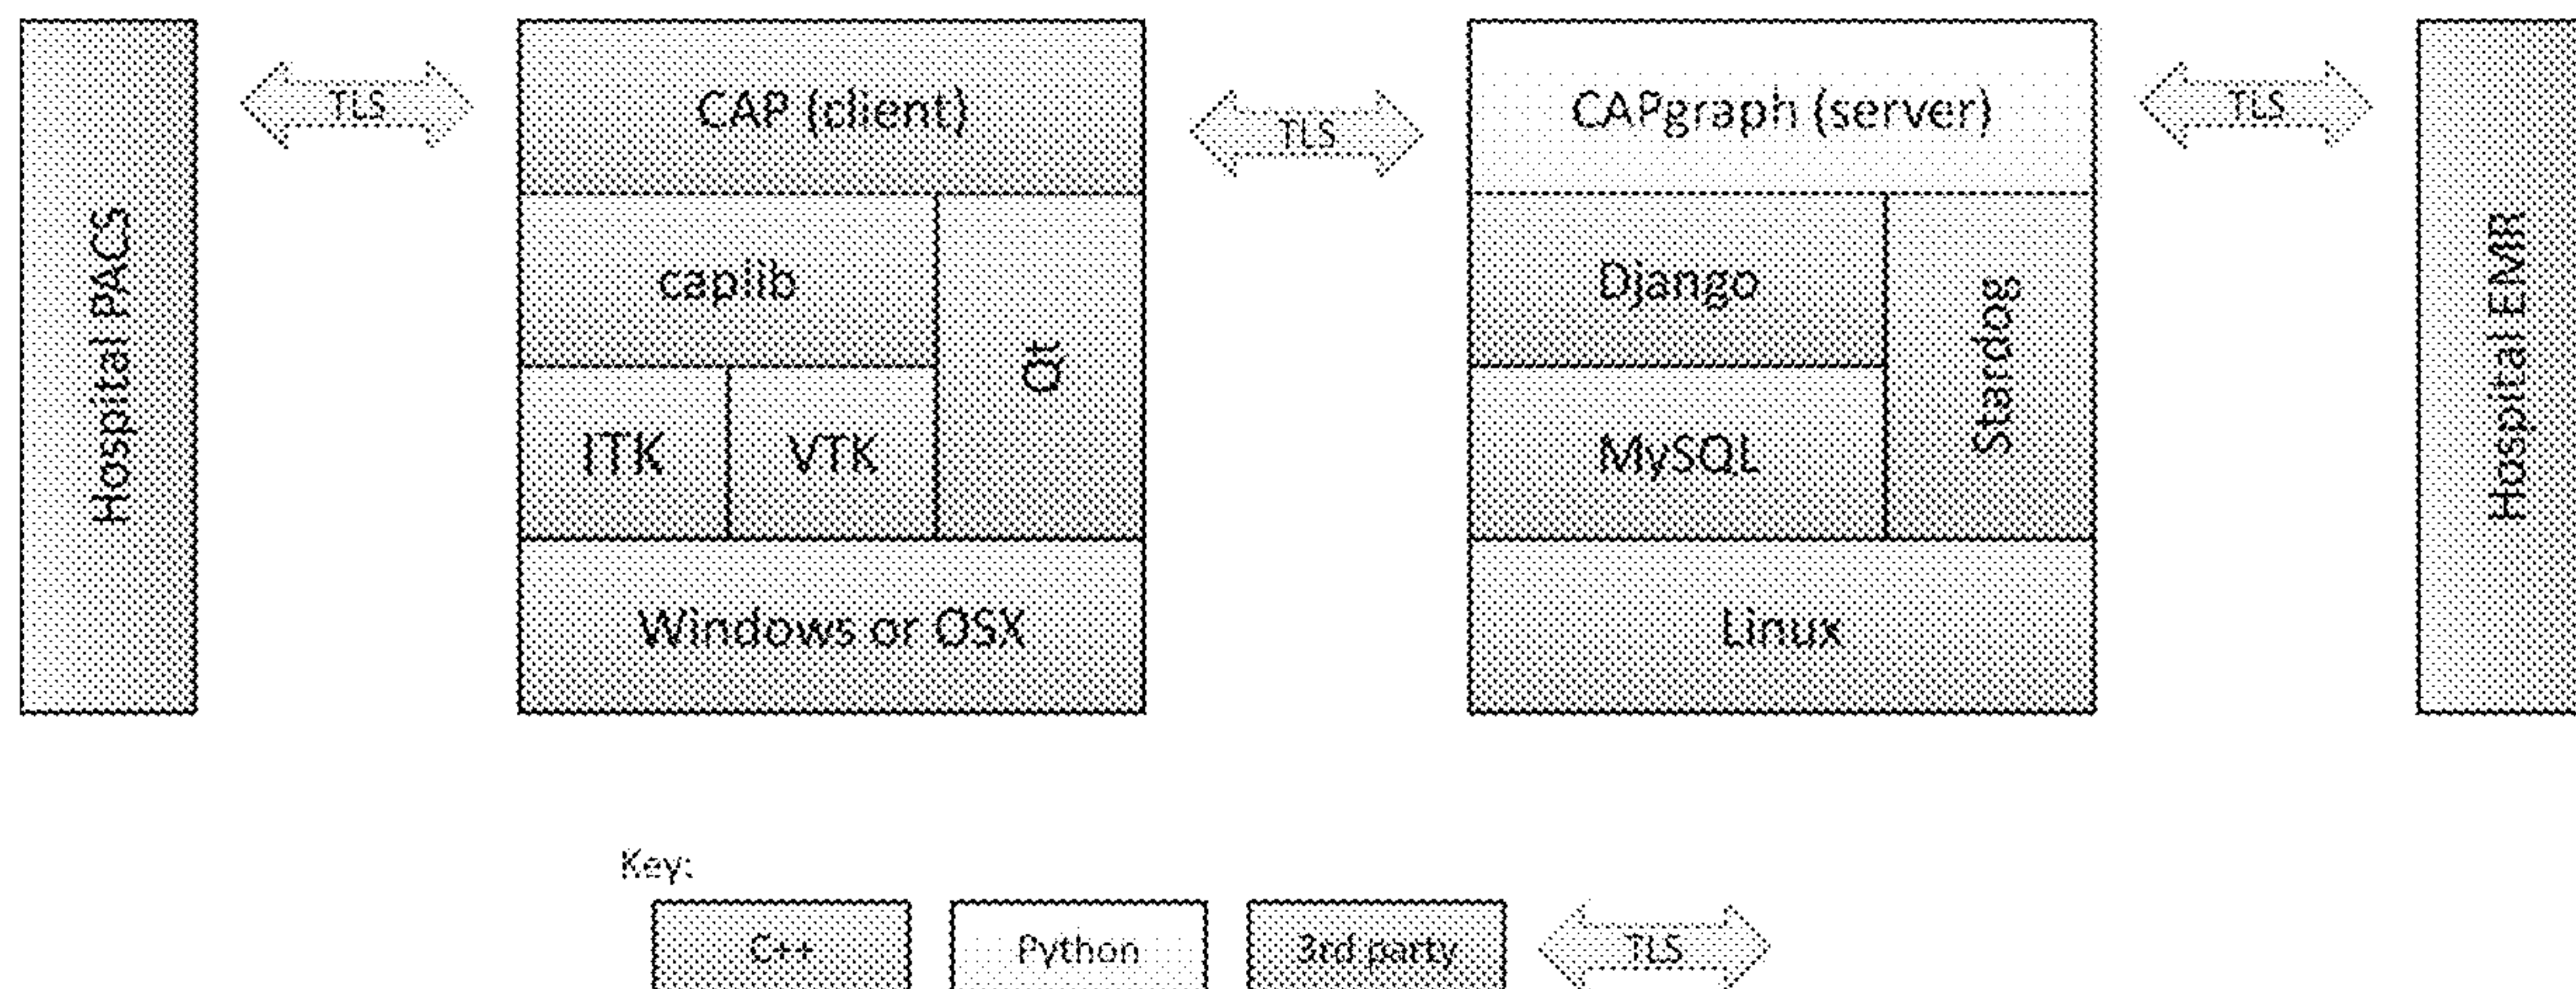 Hospital PACS
TLS
CAP (client)
caplib
Qt
ITK
VTK
Windows or OSX
TLS
CAPgraph (server)
Django
Stardog
MySQL
Linux
TLS
Hospital EMR
Key:
C++
Python
3rd party
TLS